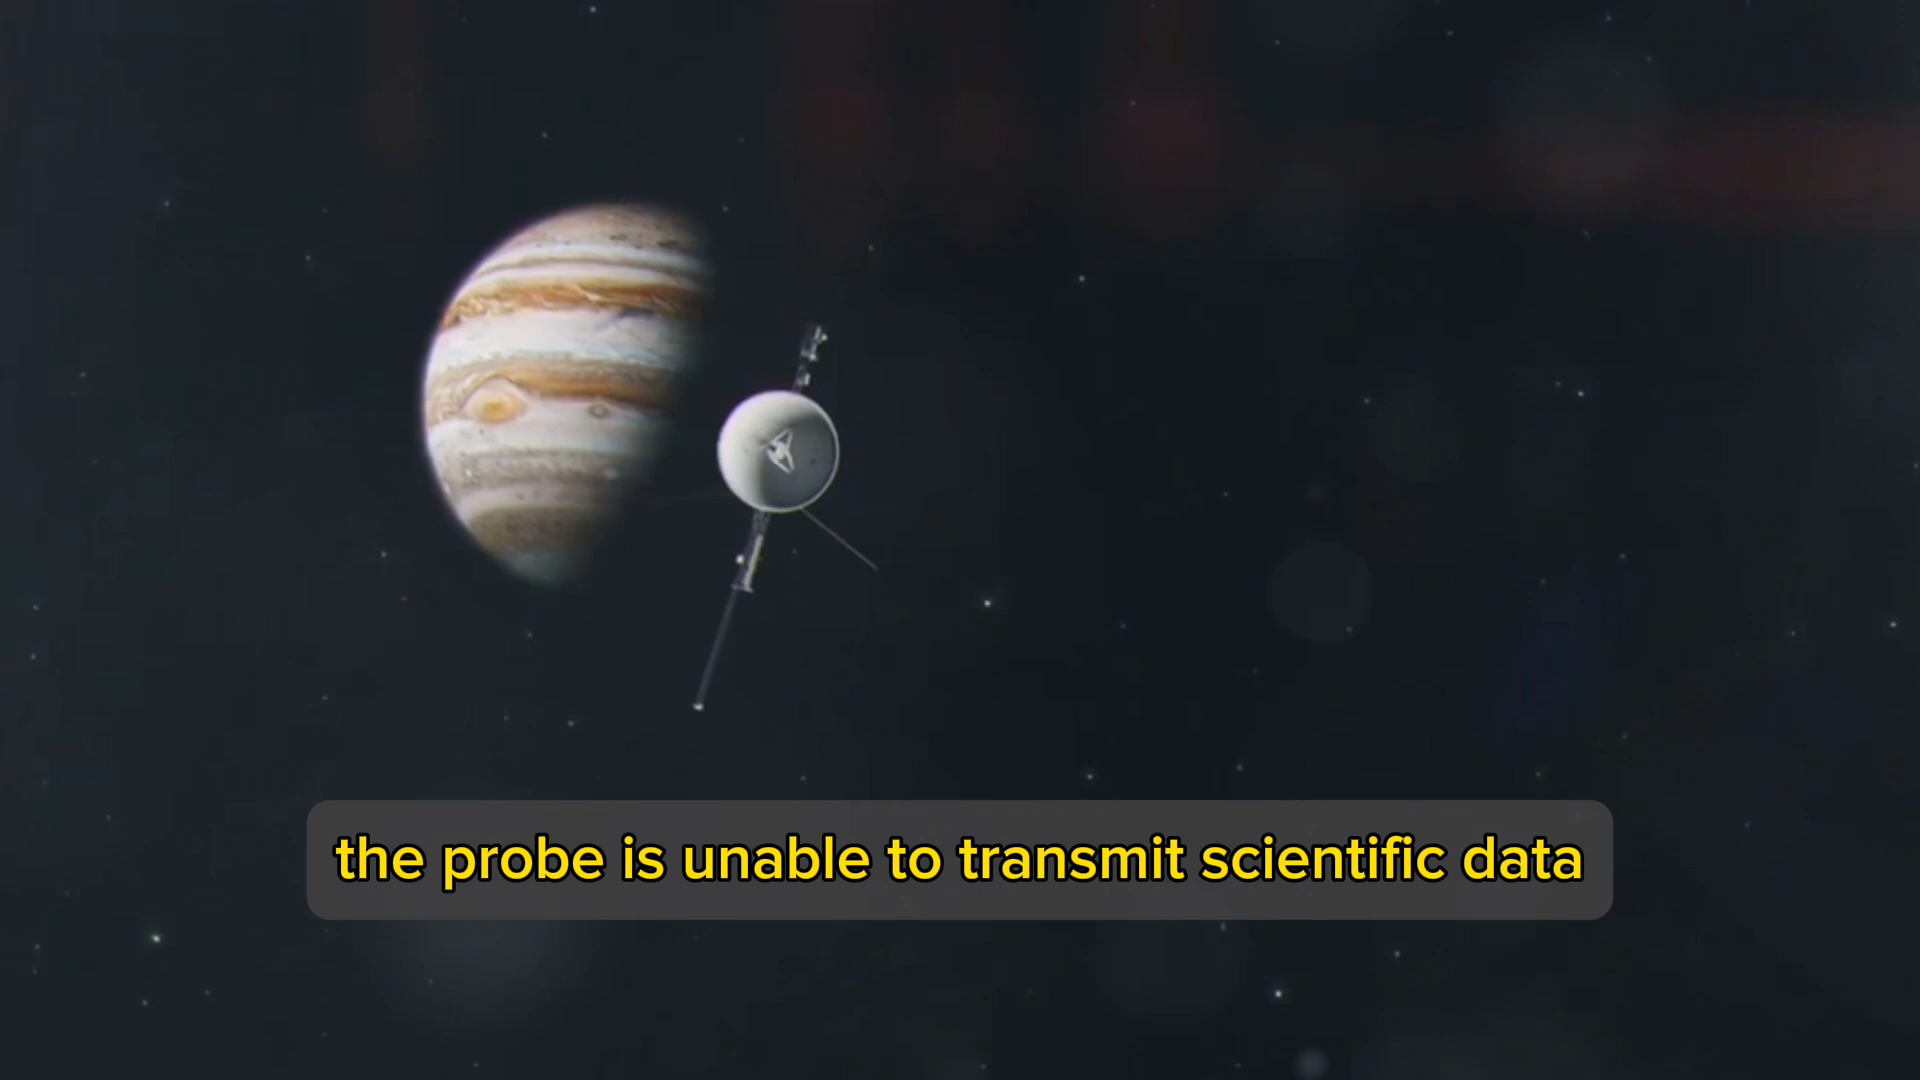 the probe is unable to transmit scientific data